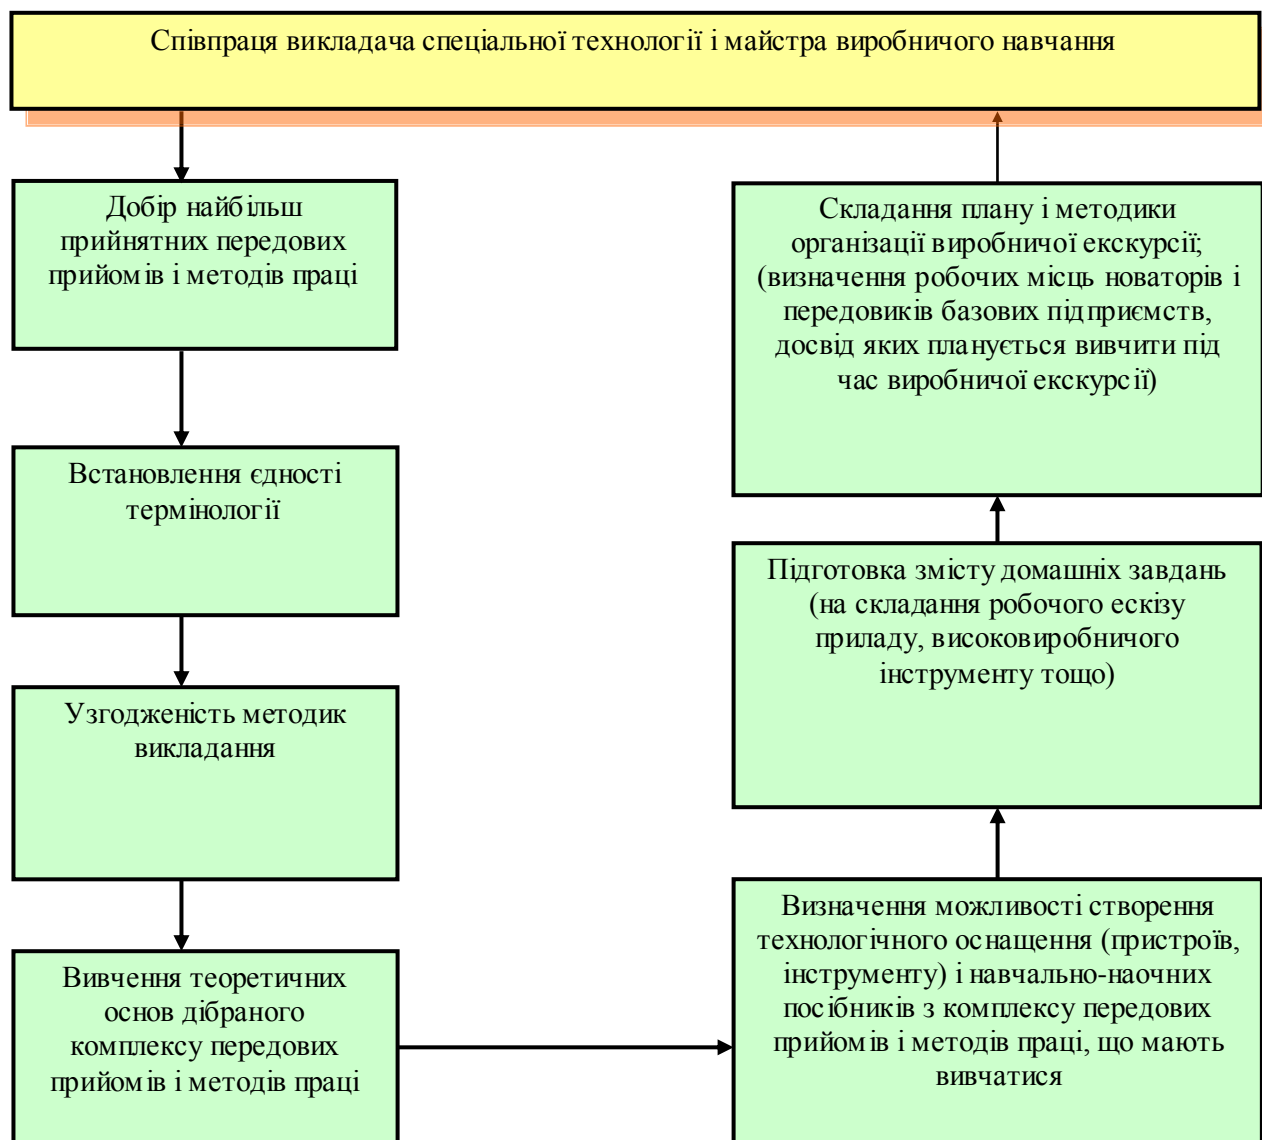 Співпраця викладача спеціальної технології і майстра виробничого навчання
Добір найбільш
прийнятних передових
прийомів і методів праці
Встановлення єдності
термінології
Узгодженість методик
викладання
Вивчення теоретичних
основ дібраного
комплексу передових
прийомів і методів праці
Визначення можливості створення
технологічного оснащення (пристроїв,
інструменту) і навчально-наочних
посібників з комплексу передових
прийомів і методів праці, що мають
вивчатися
Підготовка змісту домашніх завдань
(на складання робочого ескізу
приладу, високовиробничого
інструменту тощо)
Складання плану і методики
організації виробничої екскурсії;
(визначення робочих місць новаторів і
передовиків базових підприємств,
досвід яких планується вивчити під
час виробничої екскурсії)